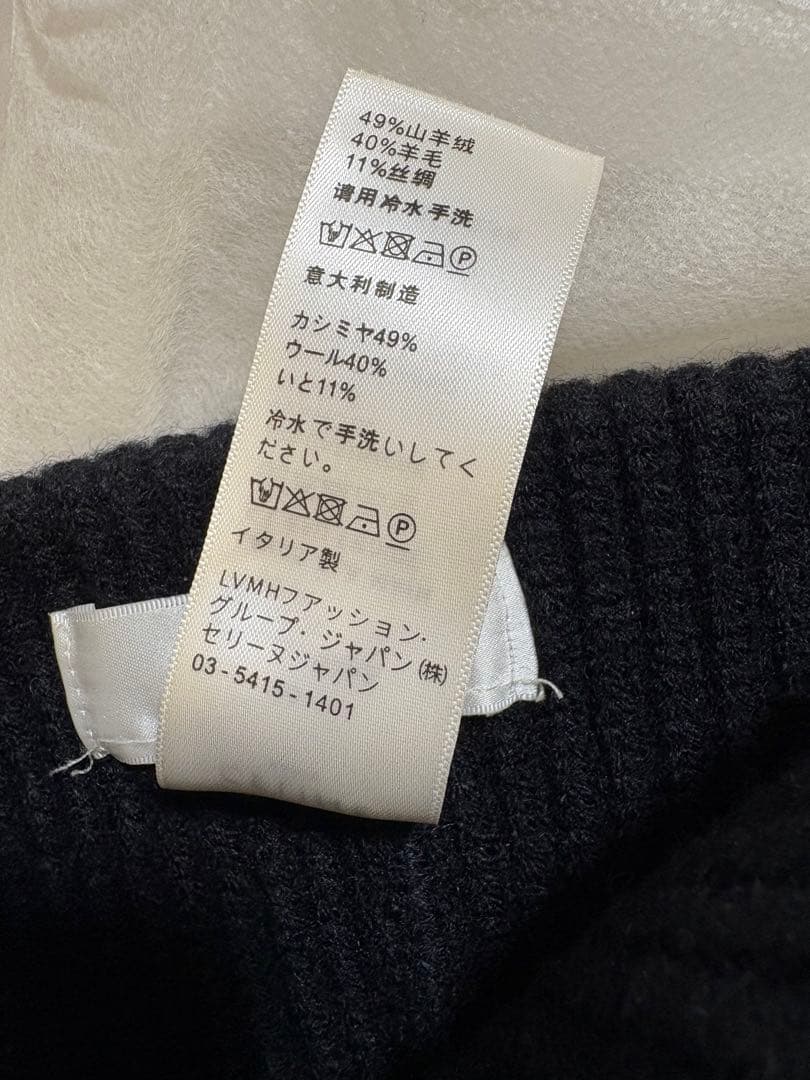 49%山羊绒
40%羊毛
11%丝绸
请用冷水手洗
P
意大利制造
カシミヤ49%
ウール40%
いと11%
冷水で手洗いしてく
ださい。
P
イタリア製
LVMHファッション・
グループ・ジャパン(株)
セリーヌジャパン
03-5415-1401